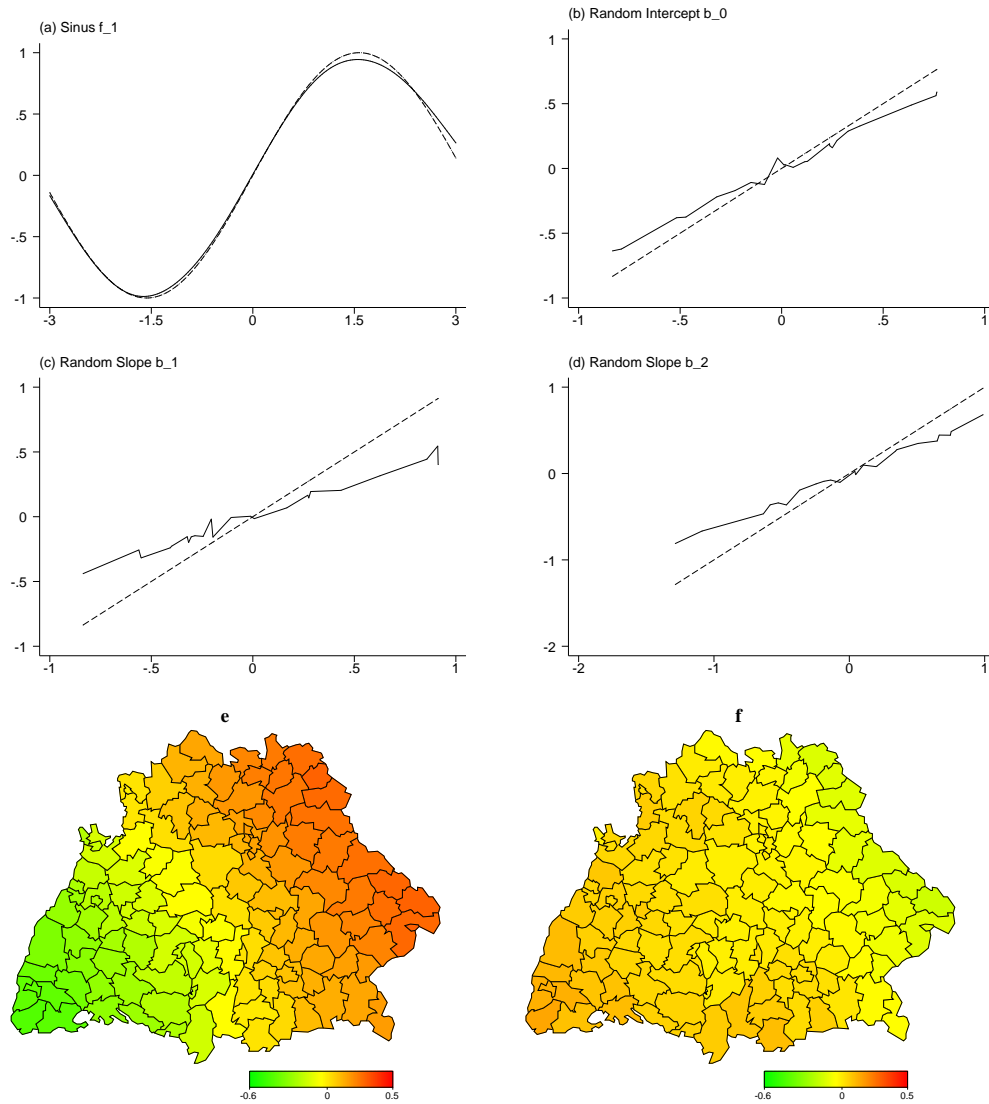 (a) Sinus f_1
1
.5
0
-.5
-1
-3 -1.5 0 1.5 3
(b) Random Intercept b_0
1
.5
0
-.5
-1
-1 -.5 0 .5 1
(c) Random Slope b_1
1
.5
0
-.5
-1
-1 -.5 0 .5 1
(d) Random Slope b_2
1
0
-1
-2
-2 -1 0 1
e
-0.6 0 0.5
f
-0.6 0 0.5